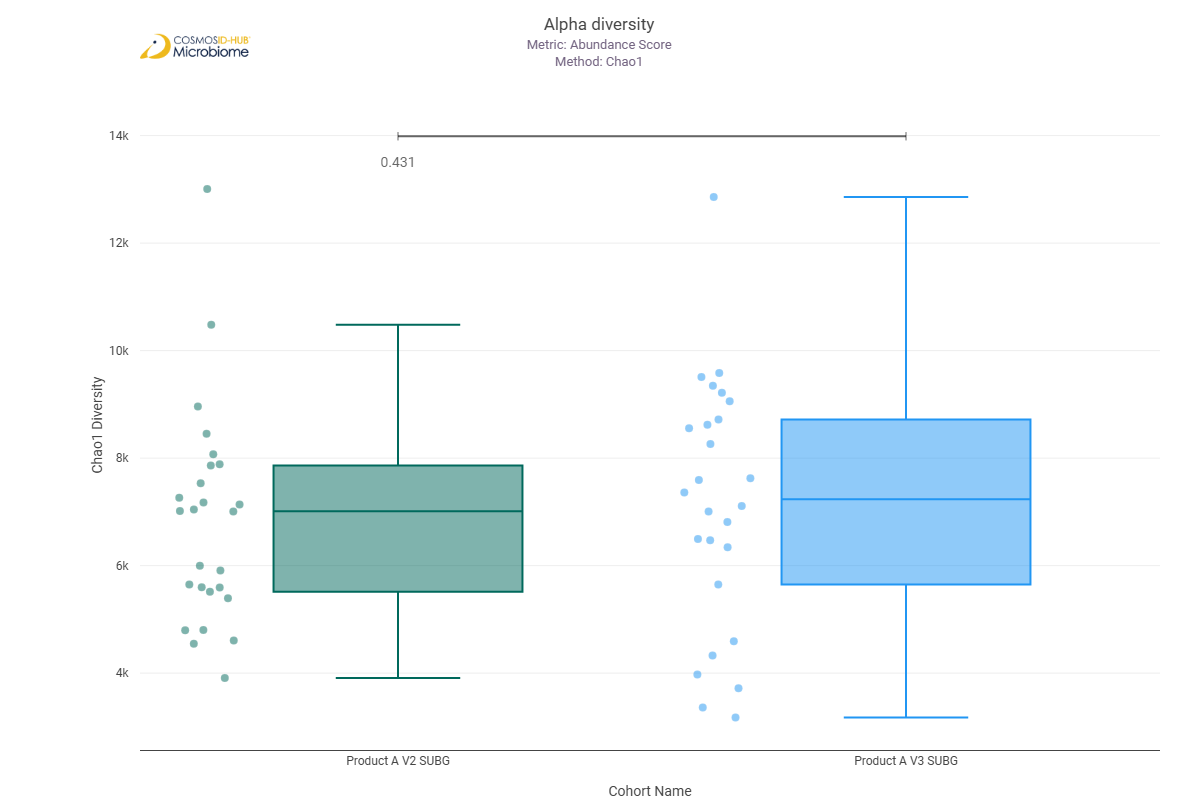 Alpha diversity
Metric: Abundance Score
Method: Chao1
COSMOSID-HUB
Microbiome
14k
0.431
12k
10k
8k
6k
4k
Chao1 Diversity
Product A V2 SUBG
Product A V3 SUBG
Cohort Name